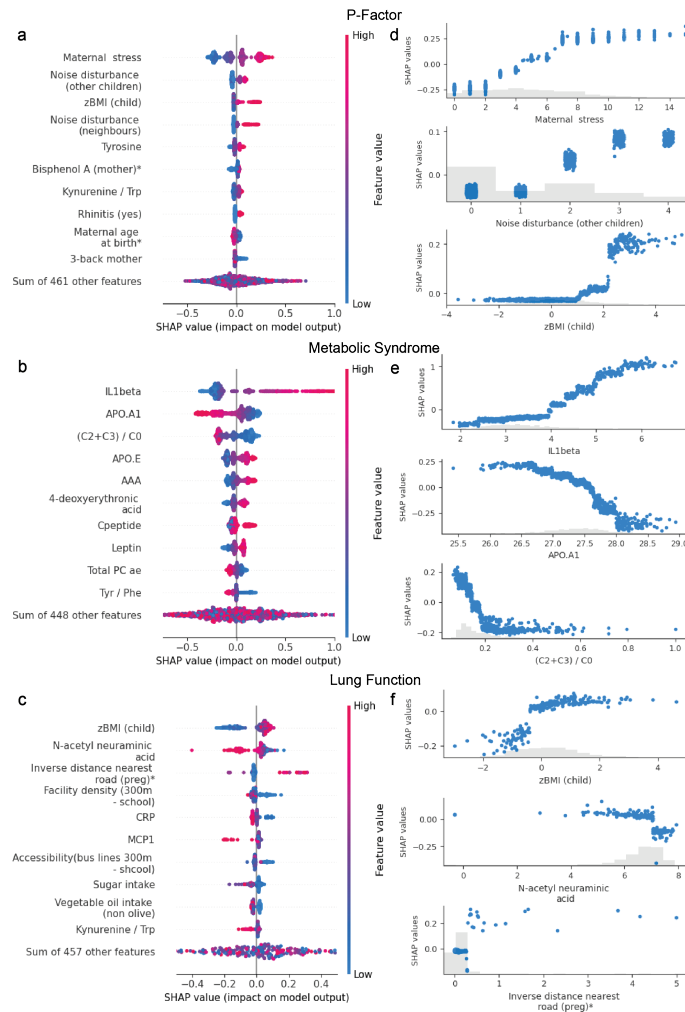 P-Factor
a
High
Maternal stress
Noise disturbance
(other children)
zBMI (child)
Noise disturbance
(neighbours)
Tyrosine
Bisphenol A (mother)*
Kynurenine / Trp
Rhinitis (yes)
Maternal age
at birth*
3-back mother
Sum of 461 other features
Feature value
Low
-0.5 0.0 0.5 1.0
SHAP value (impact on model output)
d
SHAP values
0.25
0.00
-0.25
0 2 4 6 8 10 12 14
Maternal stress
SHAP values
0.1
0.0
0 1 2 3 4
Noise disturbance (other children)
SHAP values
0.2
0.0
−4 −2 0 2 4
zBMI (child)
Metabolic Syndrome
b
High
IL1beta
APO.A1
(C2+C3) / C0
APO.E
AAA
4-deoxyerythronic
acid
Cpeptide
Leptin
Total PC ae
Tyr / Phe
Sum of 448 other features
Feature value
Low
-0.5 0.0 0.5 1.0
SHAP value (impact on model output)
e
SHAP values
1
0
2 3 4 5 6
IL1beta
SHAP values
0.25
0.00
−0.25
25.5 26.0 26.5 27.0 27.5 28.0 28.5 29.0
APO.A1
SHAP values
0.2
0.0
−0.2
0.0 0.2 0.4 0.6 0.8 1.0
(C2+C3) / C0
Lung Function
c
High
zBMI (child)
N-acetyl neuraminic
acid
Inverse distance nearest
road (preg)*
Facility density (300m
- school)
CRP
MCP1
Accessibility(bus lines 300m
- shcool)
Sugar intake
Vegetable oil intake
(non olive)
Kynurenine / Trp
Sum of 457 other features
Feature value
Low
−0.4 −0.2 0.0 0.2 0.4
SHAP value (impact on model output)
f
SHAP values
0.0
−0.2
−2 0 2 4
zBMI (child)
SHAP values
0.00
−0.25
0 2 4 6 8
N-acetyl neuraminic
acid
SHAP values
0.2
0.0
0 1 2 3 4 5
Inverse distance nearest
road (preg)*